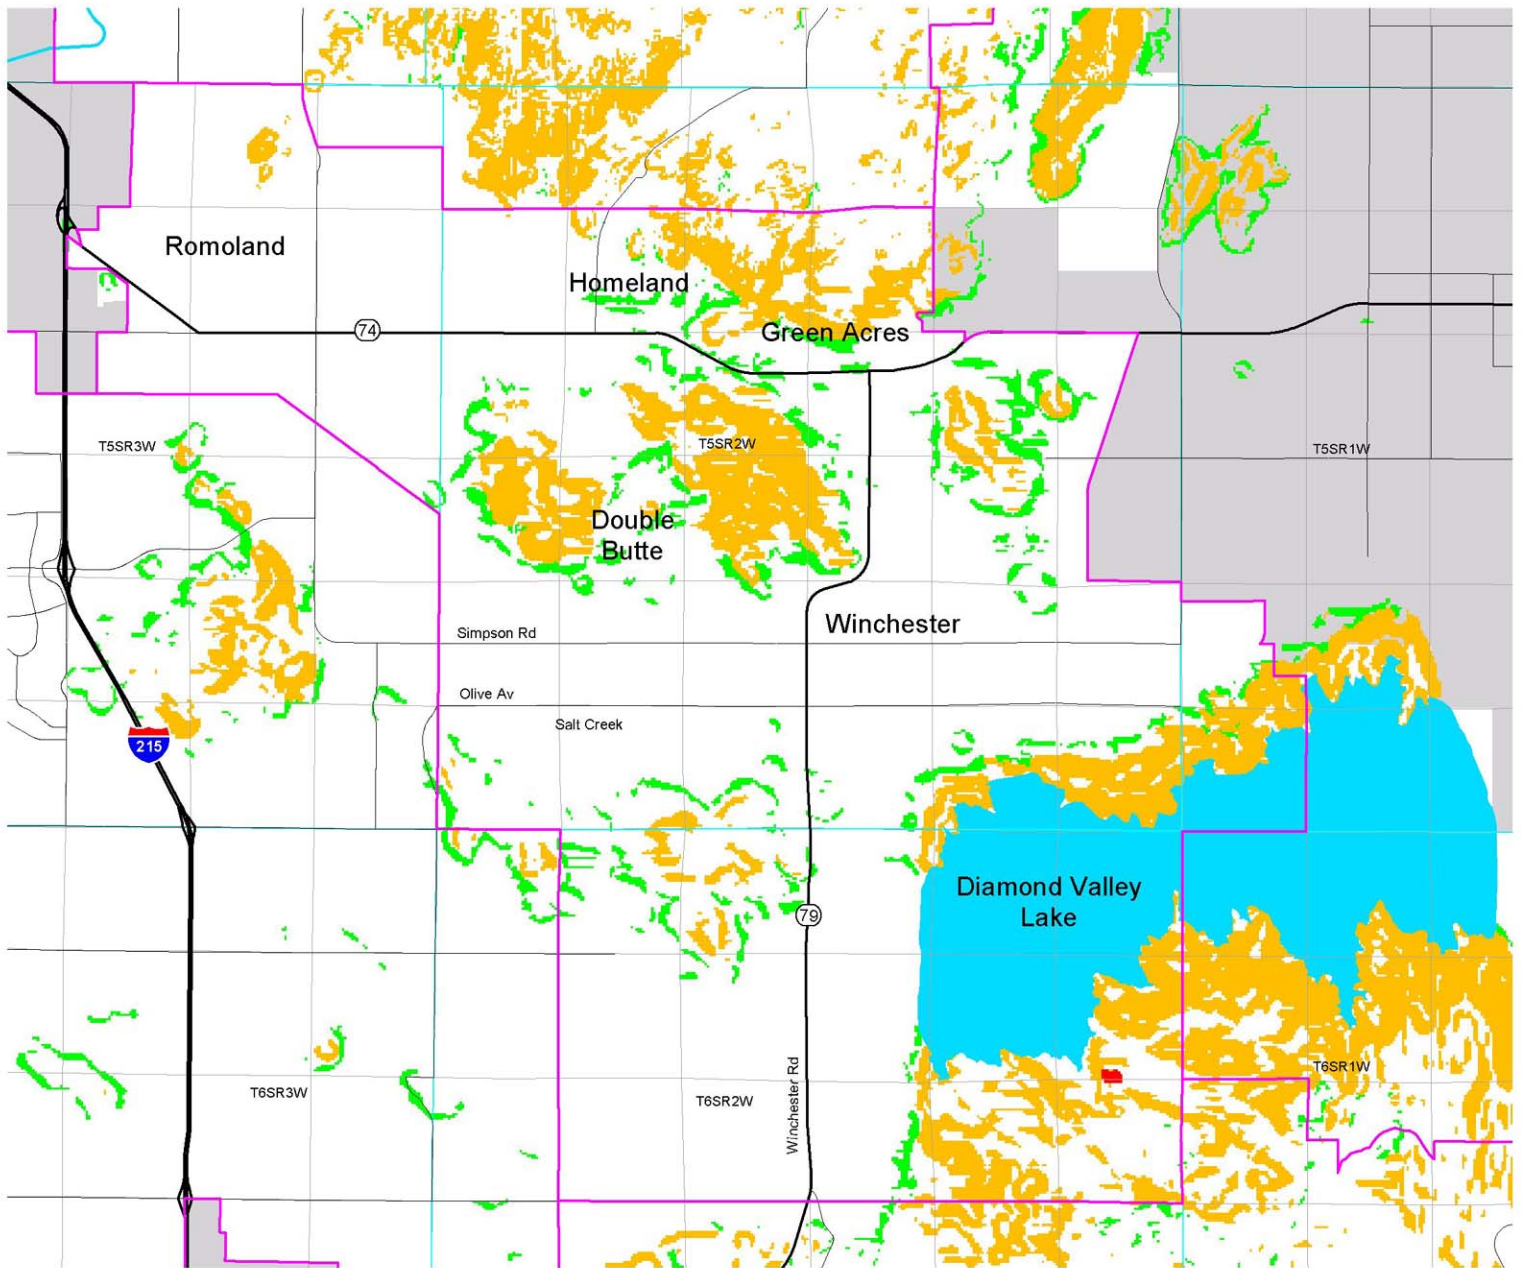 Romoland
Homeland
74
Green Acres
T5SR3W
T5SR2W
T5SR1W
Double
Butte
Winchester
Simpson Rd
Olive Av
Salt Creek
215
Diamond Valley
Lake
79
T6SR3W
T6SR2W
Winchester Rd
T6SR1W